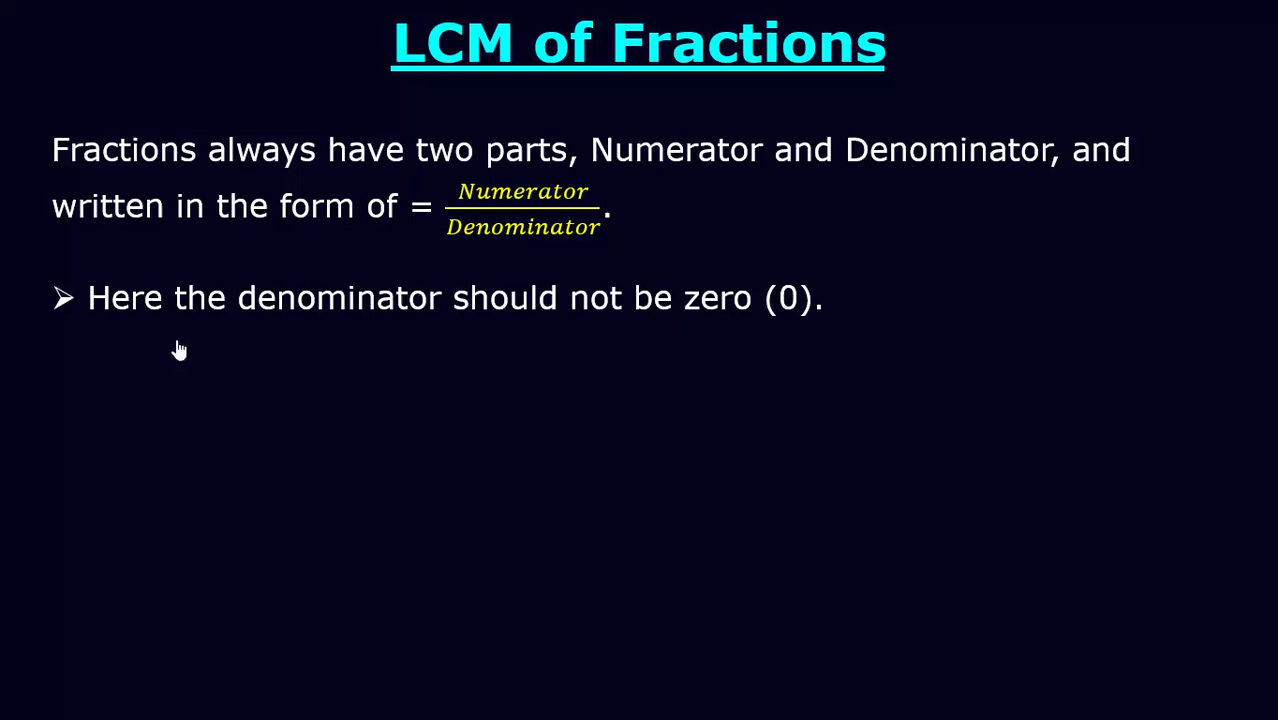 LCM of Fractions
Fractions always have two parts, Numerator and Denominator, and
written in the form of = Numerator/Denominator.
➢ Here the denominator should not be zero (0).